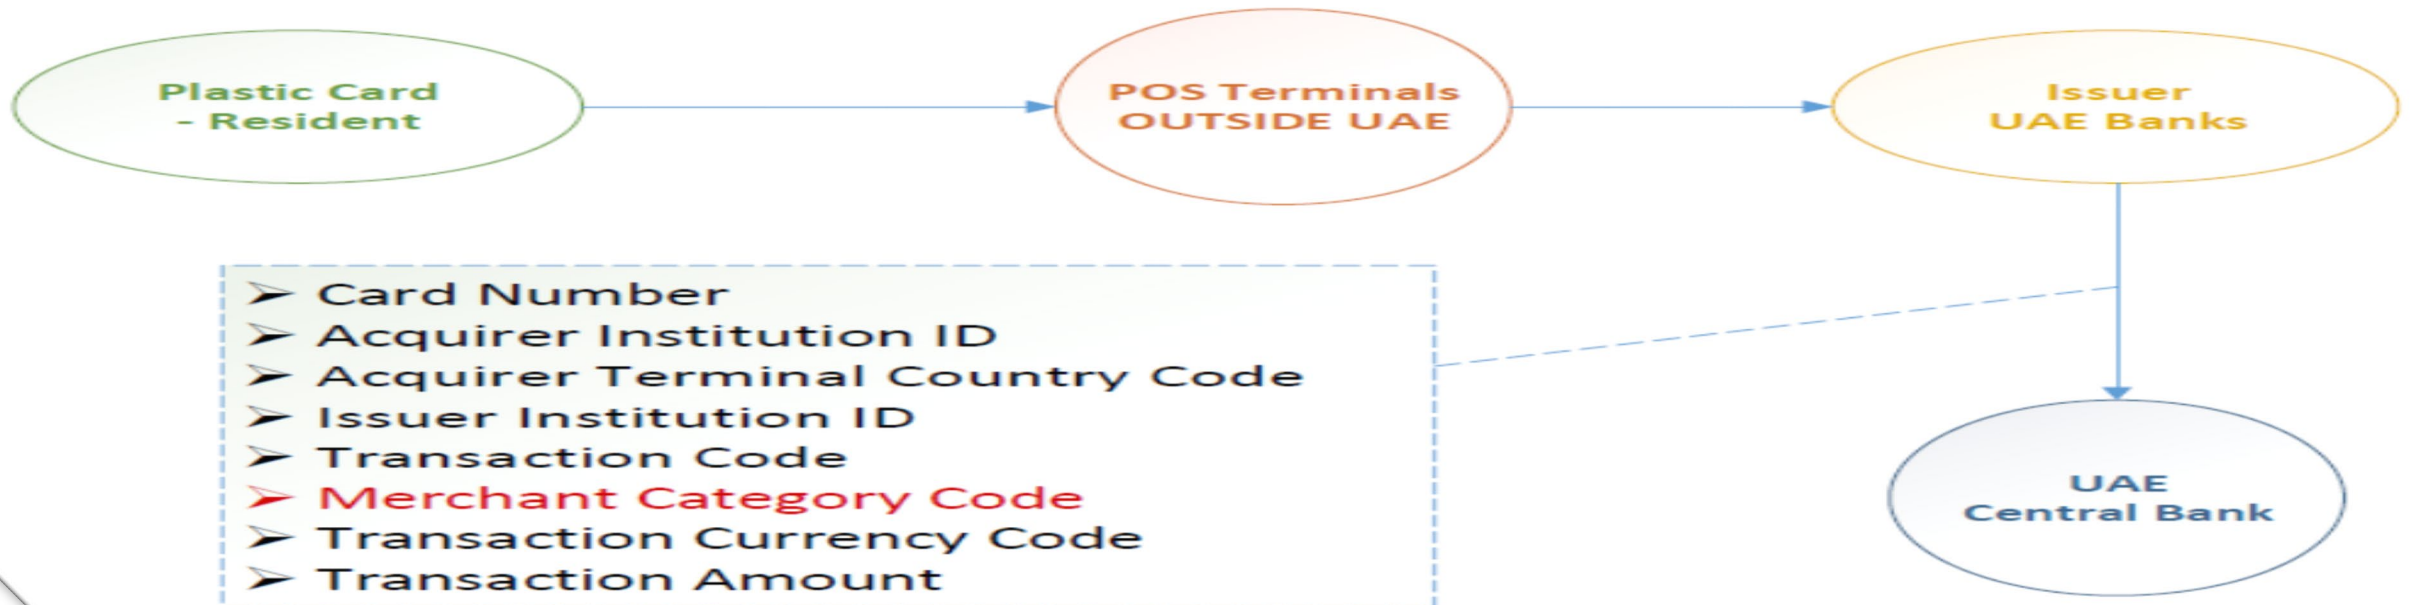 Plastic Card
- Resident
POS Terminals
OUTSIDE UAE
Issuer
UAE Banks
➢ Card Number
➢ Acquirer Institution ID
➢ Acquirer Terminal Country Code
➢ Issuer Institution ID
➢ Transaction Code
➢ Merchant Category Code
➢ Transaction Currency Code
➢ Transaction Amount
UAE
Central Bank